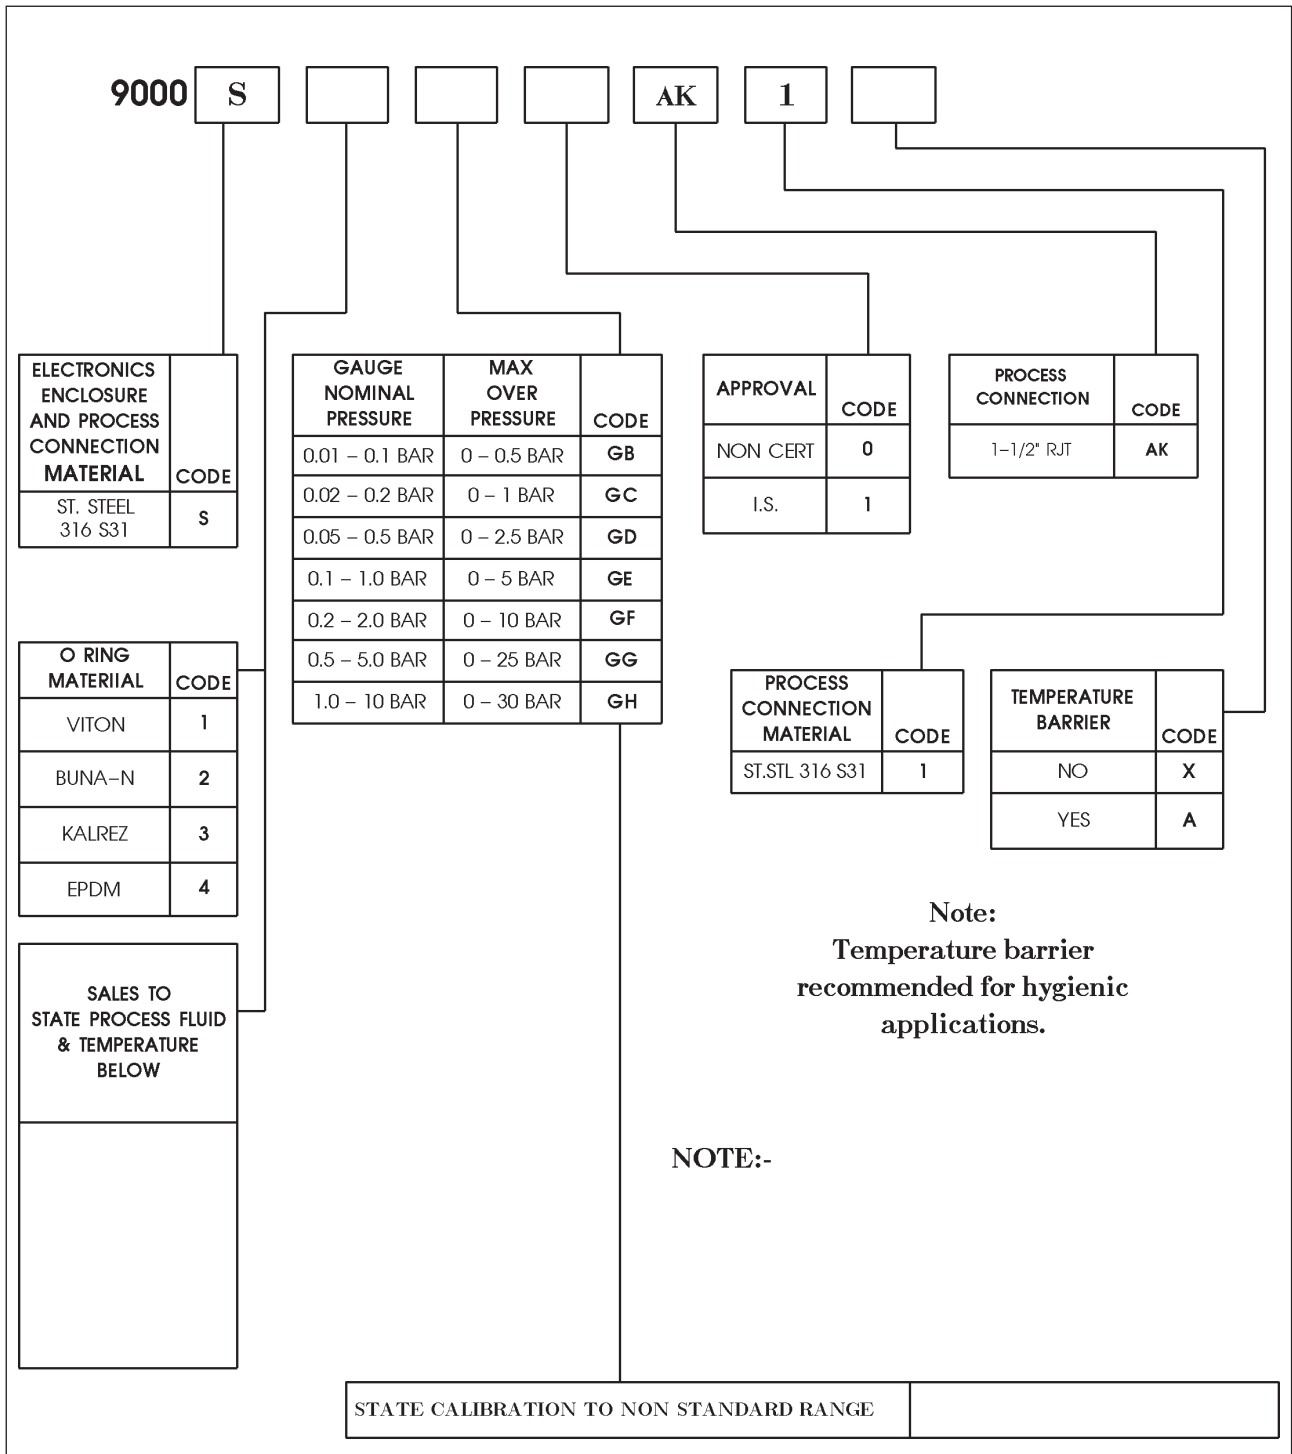 9000 S AK 1
ELECTRONICS
ENCLOSURE
AND PROCESS
CONNECTION
MATERIAL CODE
ST. STEEL
316 S31
S
GAUGE
NOMINAL
PRESSURE
MAX
OVER
PRESSURE
CODE
0.01 – 0.1 BAR 0 – 0.5 BAR GB
0.02 – 0.2 BAR 0 – 1 BAR GC
0.05 – 0.5 BAR 0 – 2.5 BAR GD
0.1 – 1.0 BAR 0 – 5 BAR GE
0.2 – 2.0 BAR 0 – 10 BAR GF
0.5 – 5.0 BAR 0 – 25 BAR GG
1.0 – 10 BAR 0 – 30 BAR GH
APPROVAL CODE
NON CERT 0
I.S. 1
PROCESS
CONNECTION
CODE
1–1/2" RJT AK
O RING
MATERIIAL CODE
VITON 1
BUNA–N 2
KALREZ 3
EPDM 4
PROCESS
CONNECTION
MATERIAL CODE
ST.STL 316 S31 1
TEMPERATURE
BARRIER
CODE
NO X
YES A
SALES TO
STATE PROCESS FLUID
& TEMPERATURE
BELOW
Note:
Temperature barrier
recommended for hygienic
applications.
NOTE:-
STATE CALIBRATION TO NON STANDARD RANGE